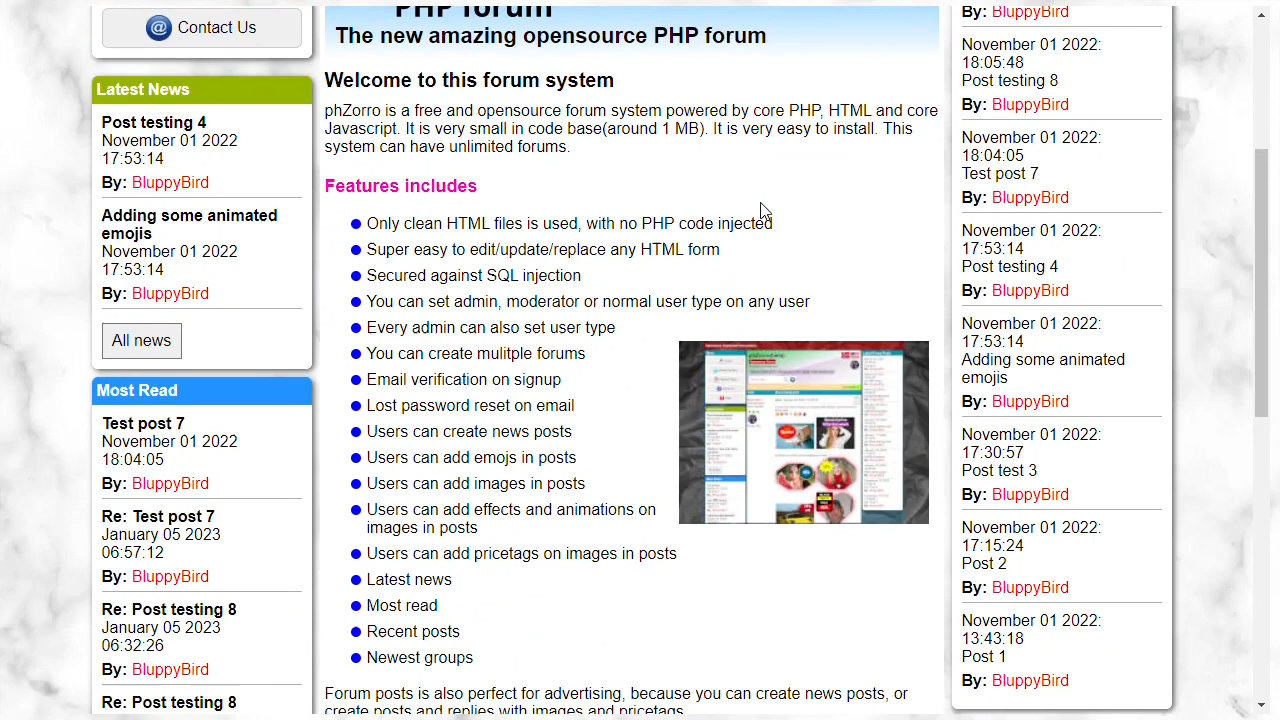 Contact Us
Latest News
Post testing 4
November 01 2022
17:53:14
By: BluppyBird
Adding some animated
emojis
November 01 2022
17:53:14
By: BluppyBird
All news
Most Read
Test post 7
November 01 2022
18:04:05
By: BluppyBird
Re: Test post 7
January 05 2023
06:57:12
By: BluppyBird
Re: Post testing 8
January 05 2023
06:32:26
By: BluppyBird
Re: Post testing 8
PHP forum
The new amazing opensource PHP forum
Welcome to this forum system
phZorro is a free and opensource forum system powered by core PHP, HTML and core
Javascript. It is very small in code base(around 1 MB). It is very easy to install. This
system can have unlimited forums.
Features includes
Only clean HTML files is used, with no PHP code injected
Super easy to edit/update/replace any HTML form
Secured against SQL injection
You can set admin, moderator or normal user type on any user
Every admin can also set user type
You can create mulitple forums
Email verification on signup
Lost password reset on email
Users can create news posts
Users can add emojs in posts
Users can add images in posts
Users can add effects and animations on
images in posts
Users can add pricetags on images in posts
Latest news
Most read
Recent posts
Newest groups
Forum posts is also perfect for advertising, because you can create news posts, or
create posts and replies with images and pricetags
By: BluppyBird
November 01 2022:
18:05:48
Post testing 8
By: BluppyBird
November 01 2022:
18:04:05
Test post 7
By: BluppyBird
November 01 2022:
17:53:14
Post testing 4
By: BluppyBird
November 01 2022:
17:53:14
Adding some animated
emojis
By: BluppyBird
November 01 2022:
17:30:57
Post test 3
By: BluppyBird
November 01 2022:
17:15:24
Post 2
By: BluppyBird
November 01 2022:
13:43:18
Post 1
By: BluppyBird